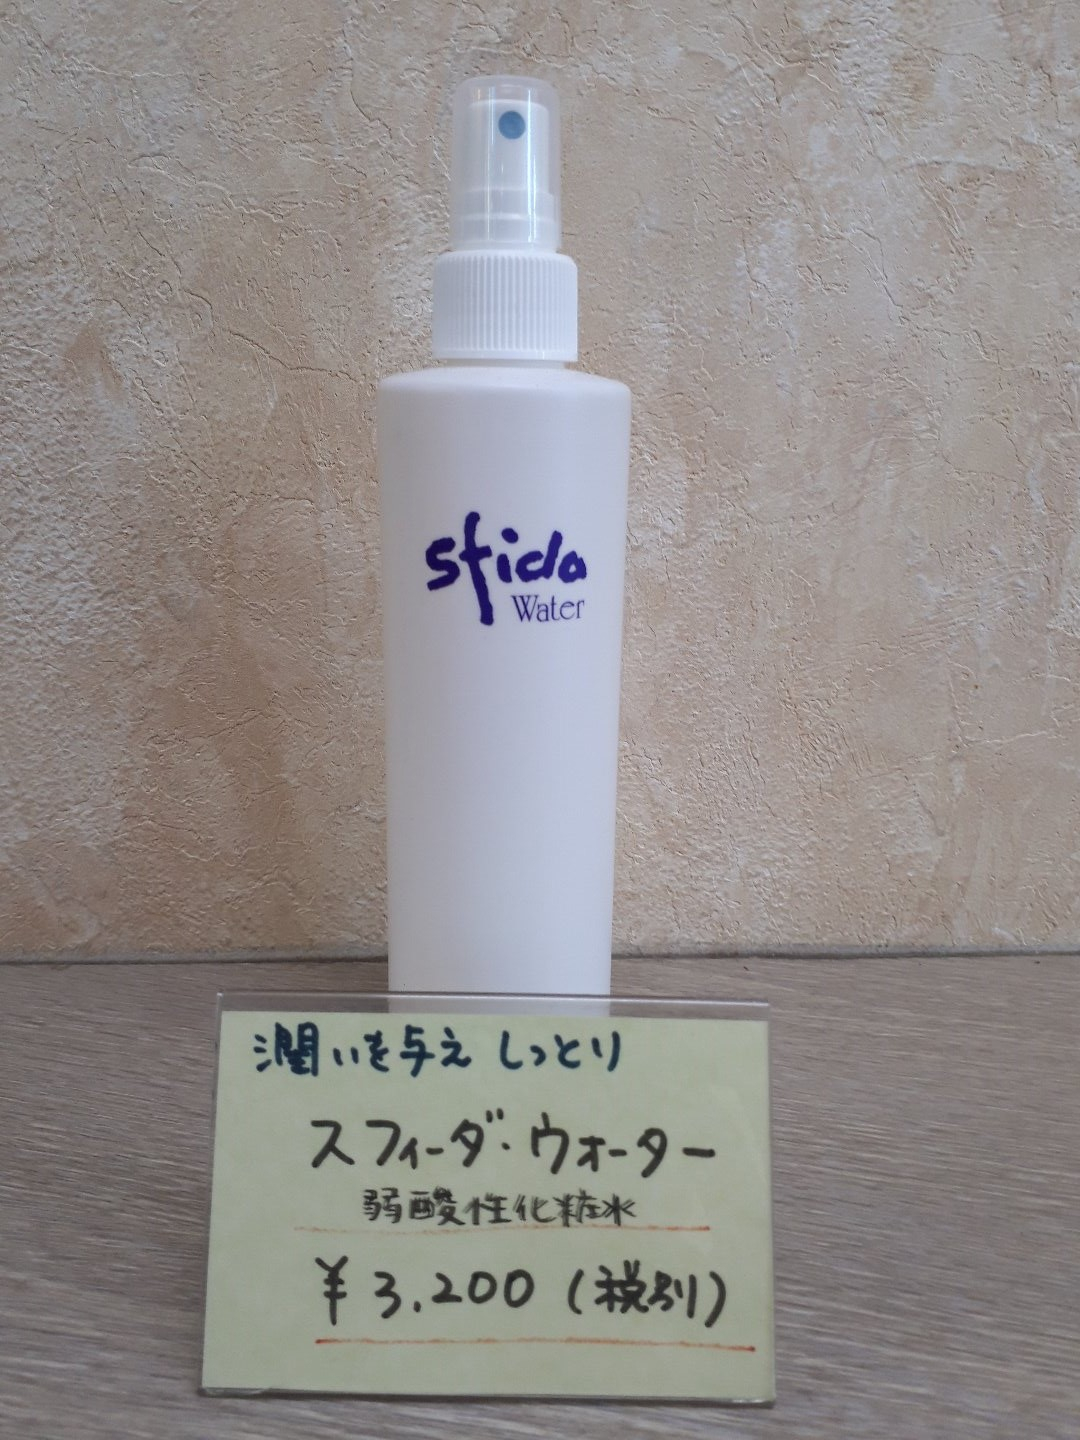 sfida
Water
潤いを与え しっとり
スフィーダ・ウォーター
弱酸性化粧水
¥3,200(税別)